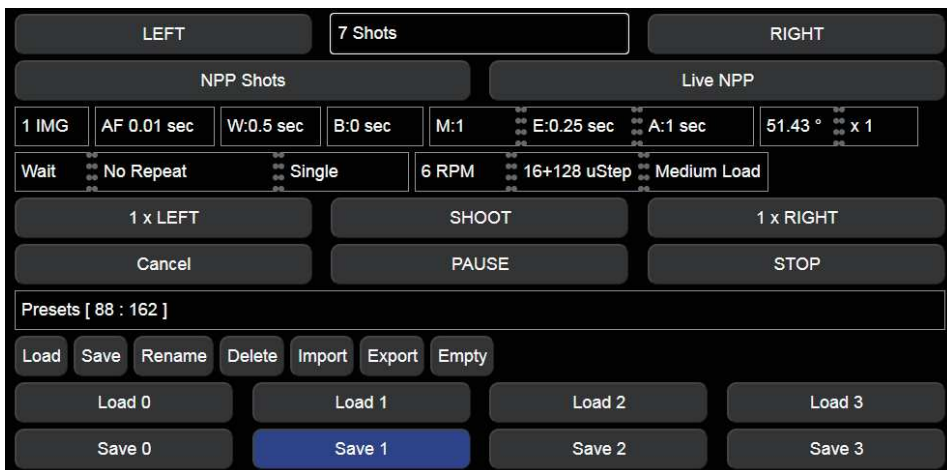 LEFT 7 Shots RIGHT
NPP Shots Live NPP
1 IMG AF 0.01 sec W:0.5 sec B:0 sec M:1 E:0.25 sec A:1 sec 51.43 ° x 1
Wait No Repeat Single 6 RPM 16+128 uStep Medium Load
1 x LEFT SHOOT 1 x RIGHT
Cancel PAUSE STOP
Presets [ 88 : 162 ]
Load Save Rename Delete Import Export Empty
Load 0 Load 1 Load 2 Load 3
Save 0 Save 1 Save 2 Save 3